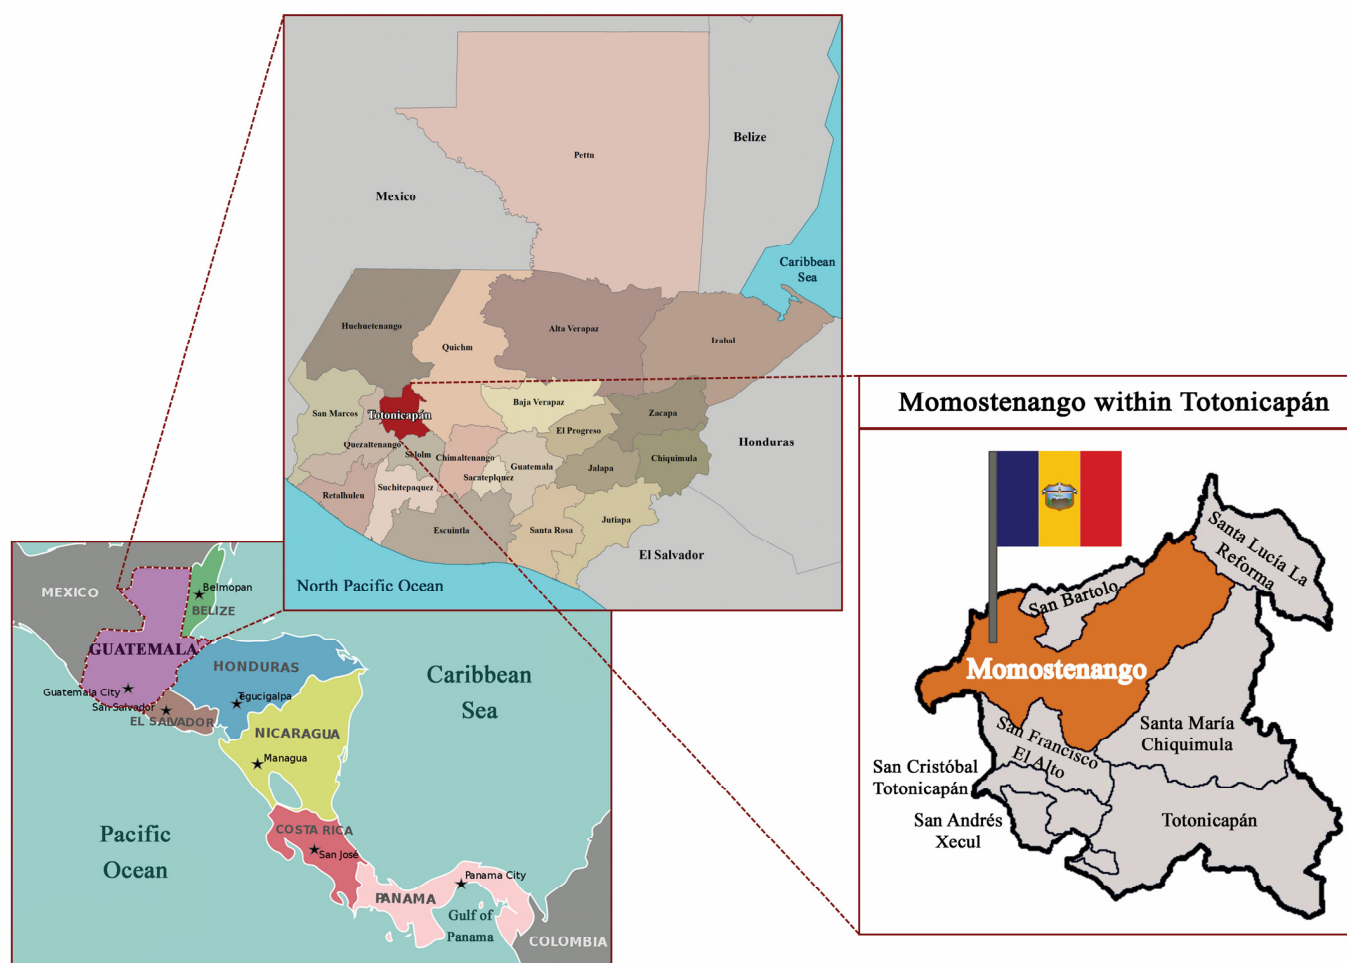 Belize
Pettn
Mexico
Caribbean
Sea
Huehuetenango
Quichm
Alta Verapaz
Izabal
San Marcos
Totonicapán
Baja Verapaz
Zacapa
El Progreso
Honduras
Quezaltenango
Sololm
Chimaltenango
Guatemala
Jalapa
Chiquimula
Sacateplquez
Retalhuleu
Suchitepaquez
Escuintla
Santa Rosa
Jutiapa
El Salvador
North Pacific Ocean
Momostenango within Totonicapán
Santa Lucía La
Reforma
San Bartolo
Momostenango
Santa María
Chiquimula
San Francisco
El Alto
San Cristóbal
Totonicapán
San Andrés
Xecul
Totonicapán
MEXICO
Belmopan
BELIZE
GUATEMALA
HONDURAS
Guatemala City
San Salvador
Tgucigalpa
EL SALVADOR
NICARAGUA
Managua
Caribbean
Sea
Pacific
Ocean
COSTA RICA
San José
PANAMA
Panama City
Gulf of
Panama
COLOMBIA